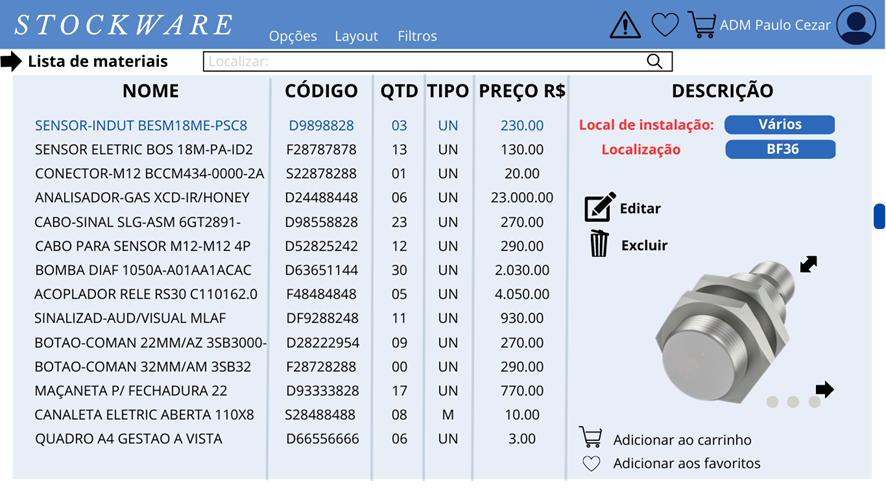 STOCKWARE
Opções Layout Filtros
ADM Paulo Cezar
Lista de materiais
Localizar:
NOME CÓDIGO QTD TIPO PREÇO R$ DESCRIÇÃO
SENSOR-INDUT BESM18ME-PSC8 D9898828 03 UN 230.00
SENSOR ELETRIC BOS 18M-PA-ID2 F28787878 13 UN 130.00
CONECTOR-M12 BCCM434-0000-2A S22878288 01 UN 20.00
ANALISADOR-GAS XCD-IR/HONEY D24488448 06 UN 23.000.00
CABO-SINAL SLG-ASM 6GT2891- D98558828 23 UN 270.00
CABO PARA SENSOR M12-M12 4P D52825242 12 UN 290.00
BOMBA DIAF 1050A-A01AA1ACAC D63651144 30 UN 2.030.00
ACOPLADOR RELE RS30 C110162.0 F48484848 05 UN 4.050.00
SINALIZAD-AUD/VISUAL MLAF DF9288248 11 UN 930.00
BOTAO-COMAN 22MM/AZ 3SB3000- D28222954 09 UN 270.00
BOTAO-COMAN 32MM/AM 3SB32 F28728288 00 UN 290.00
MAÇANETA P/ FECHADURA 22 D93333828 17 UN 770.00
CANALETA ELETRIC ABERTA 110X8 S28488488 08 M 10.00
QUADRO A4 GESTAO A VISTA D66556666 06 UN 3.00
Local de instalação: Vários
Localização BF36
Editar
Excluir
Adicionar ao carrinho
Adicionar aos favoritos